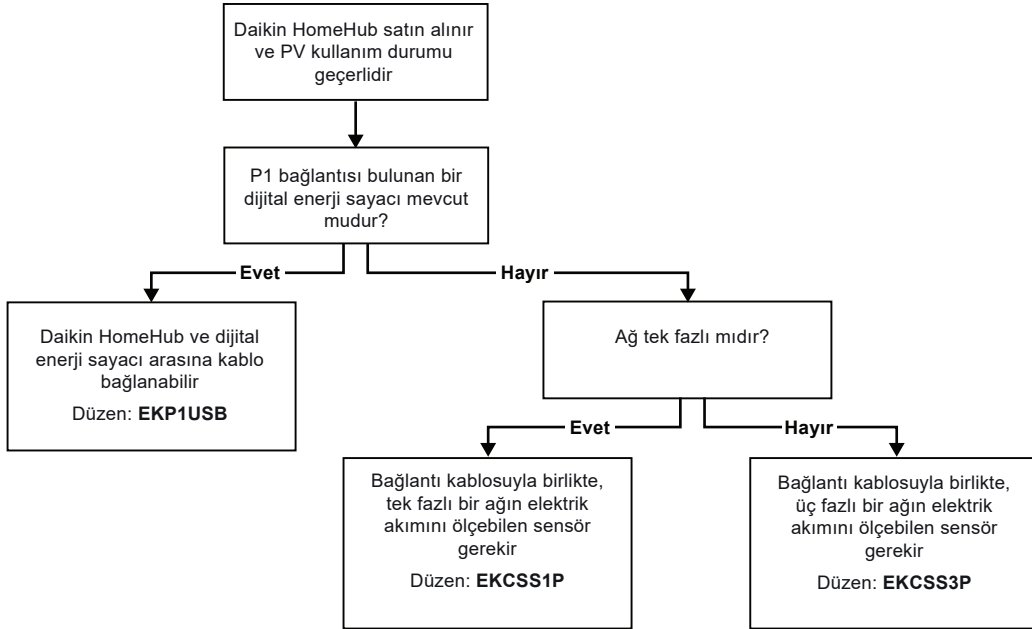 Daikin HomeHub satın alınır
ve PV kullanım durumu
geçerlidir
P1 bağlantısı bulunan bir
dijital enerji sayacı mevcut
mudur?
Evet
Hayır
Daikin HomeHub ve dijital
enerji sayacı arasına kablo
bağlanabilir
Düzen: EKP1USB
Ağ tek fazlı mıdır?
Evet
Hayır
Bağlantı kablosuyla birlikte,
tek fazlı bir ağın elektrik
akımını ölçebilen sensör
gerekir
Düzen: EKCSS1P
Bağlantı kablosuyla birlikte,
üç fazlı bir ağın elektrik
akımını ölçebilen sensör
gerekir
Düzen: EKCSS3P